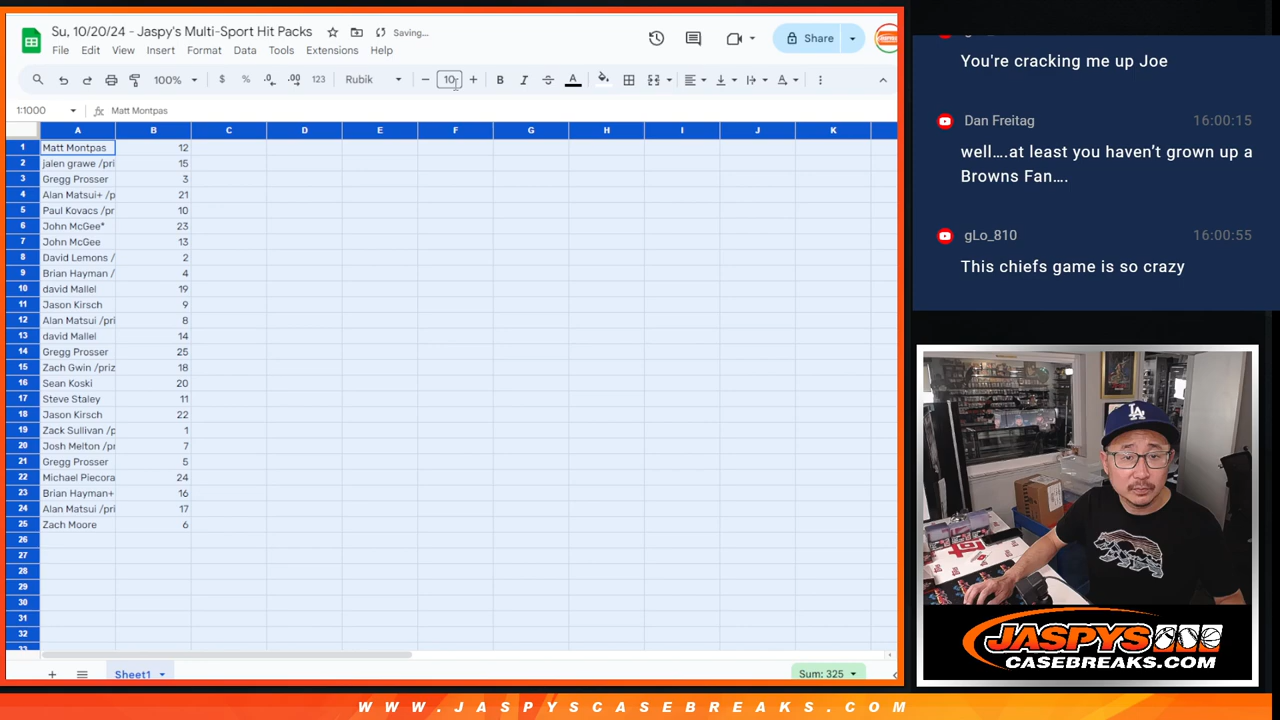 Su, 10/20/24 - Jaspy's Multi-Sport Hit Packs
Saving...
File Edit View Insert Format Data Tools Extensions Help
Share
100%
$ % .0 .00 123
Rubik
10
B I A
1:1000
fx Matt Montpas
A B C D E F G H I J K
1 Matt Montpas 12
2 jalen grawe /pri 15
3 Gregg Prosser 3
4 Alan Matsui+ /p 21
5 Paul Kovacs /pr 10
6 John McGee* 23
7 John McGee 13
8 David Lemons / 2
9 Brian Hayman / 4
10 david Mallel 19
11 Jason Kirsch 9
12 Alan Matsui /pri 8
13 david Mallel 14
14 Gregg Prosser 25
15 Zach Gwin /priz 18
16 Sean Koski 20
17 Steve Staley 11
18 Jason Kirsch 22
19 Zack Sullivan /p 1
20 Josh Melton /pri 7
21 Gregg Prosser 5
22 Michael Piecora 24
23 Brian Hayman+ 16
24 Alan Matsui /pri 17
25 Zach Moore 6
26
27
28
29
30
31
32
33
Sheet1
Sum: 325
You're cracking me up Joe
Dan Freitag 16:00:15
well....at least you haven't grown up a
Browns Fan....
gLo_810 16:00:55
This chiefs game is so crazy
LA
JASPYS
CASEBREAKS.COM
WWW.JASPYSCASEBREAKS.COM